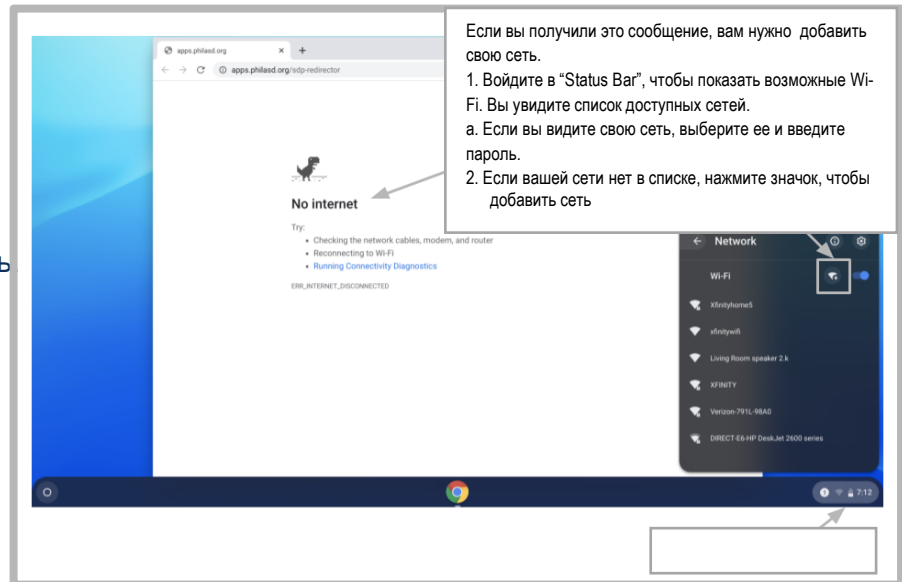 Если вы получили это сообщение, вам нужно добавить
свою сеть.
1. Войдите в “Status Bar”, чтобы показать возможные Wi-
Fi. Вы увидите список доступных сетей.
а. Если вы видите свою сеть, выберите ее и введите
пароль.
2. Если вашей сети нет в списке, нажмите значок, чтобы
добавить сеть
apps.philasd.org
apps.philasd.org/sdp-redirector
No internet
Try:
• Checking the network cables, modem, and router
• Reconnecting to Wi-Fi
• Running Connectivity Diagnostics
ERR_INTERNET_DISCONNECTED
ь
Network
Wi-Fi
Xfinityhome5
xfinitywifi
Living Room speaker 2.k
XFINITY
Verizon-791L-98A0
DIRECT-E6-HP DeskJet 2600 series
7:12